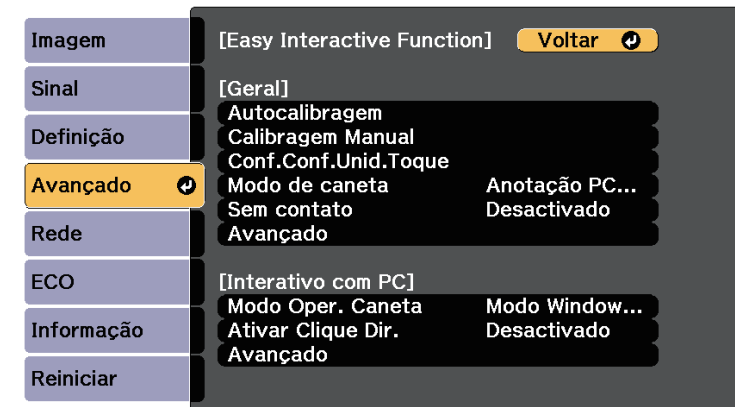 Imagem
Sinal
Definição
Avançado
Rede
ECO
Informação
Reiniciar
[Easy Interactive Function] Voltar
[Geral]
Autocalibragem
Calibragem Manual
Conf.Conf.Unid.Toque
Modo de caneta Anotação PC...
Sem contato Desactivado
Avançado
[Interativo com PC]
Modo Oper. Caneta Modo Window...
Ativar Clique Dir. Desactivado
Avançado